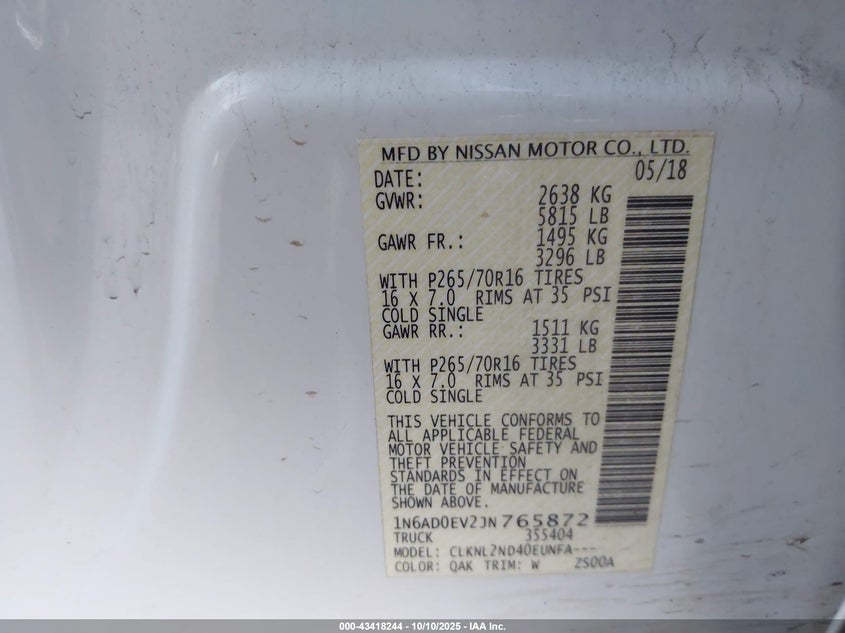 MFD BY NISSAN MOTOR CO., LTD.
DATE: 05/18
GVWR: 2638 KG
5815 LB
GAWR FR.: 1495 KG
3296 LB
WITH P265/70R16 TIRES
16 X 7.0 RIMS AT 35 PSI
COLD SINGLE
GAWR RR.: 1511 KG
3331 LB
WITH P265/70R16 TIRES
16 X 7.0 RIMS AT 35 PSI
COLD SINGLE
THIS VEHICLE CONFORMS TO
ALL APPLICABLE FEDERAL
MOTOR VEHICLE SAFETY AND
THEFT PREVENTION
STANDARDS IN EFFECT ON
THE DATE OF MANUFACTURE
SHOWN ABOVE.
1N6AD0EV2JN765872
TRUCK 355404
MODEL: CLKNL2ND40EUNFA---
COLOR: QAK TRIM: W ZS00A
000-43418244 - 10/10/2025 - IAA Inc.